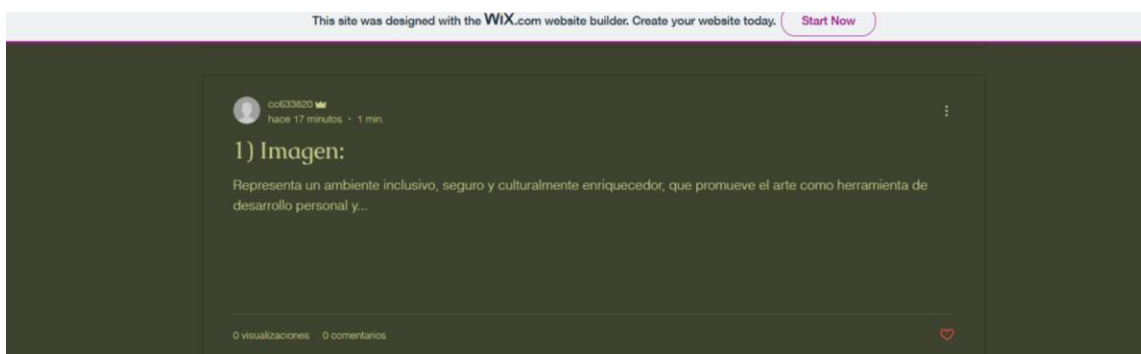 This site was designed with the WiX.com website builder. Create your website today. Start Now
cc633820
hace 17 minutos • 1 min.
1) Imagen:
Representa un ambiente inclusivo, seguro y culturalmente enriquecedor, que promueve el arte como herramienta de
desarrollo personal y...
0 visualizaciones 0 comentarios